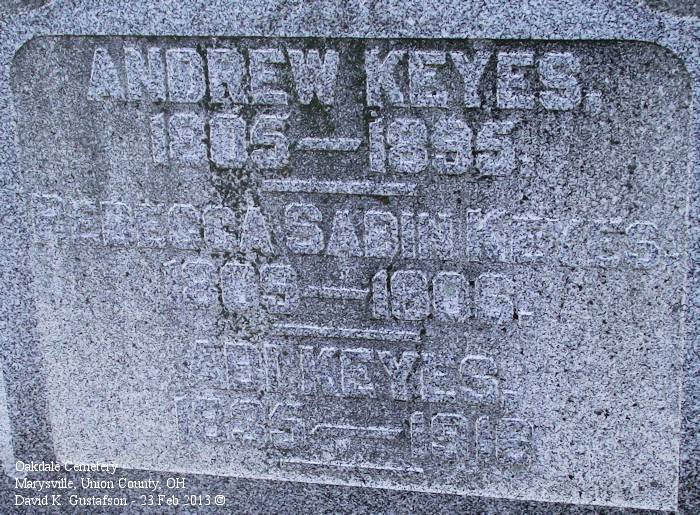 ANDREW KEYES.
1805—1895.
REBECCA SABIN KEYES.
1809—1906.
KEYES.
Oakdale Cemetery
Marysville, Union County, OH
David K. Gustafson - 23 Feb 2013 ©